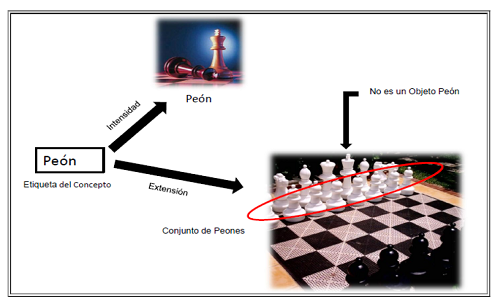 Peón
No es un Objeto Peón
Intensidad
Peón
Etiqueta del Concepto
Extensión
Conjunto de Peones